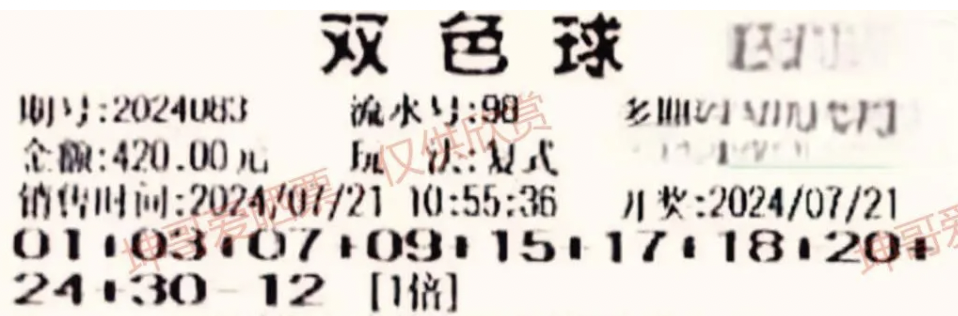 双色球
期号:2024083 流水号:98 多期
金额:420.00元 玩法:复式
销售时间:2024/07/21 10:55:36 开奖:2024/07/21
01+03+07+09+15+17+18+20+
24+30-12 [1倍]
坤哥爱晒票 仅供欣赏
坤哥爱